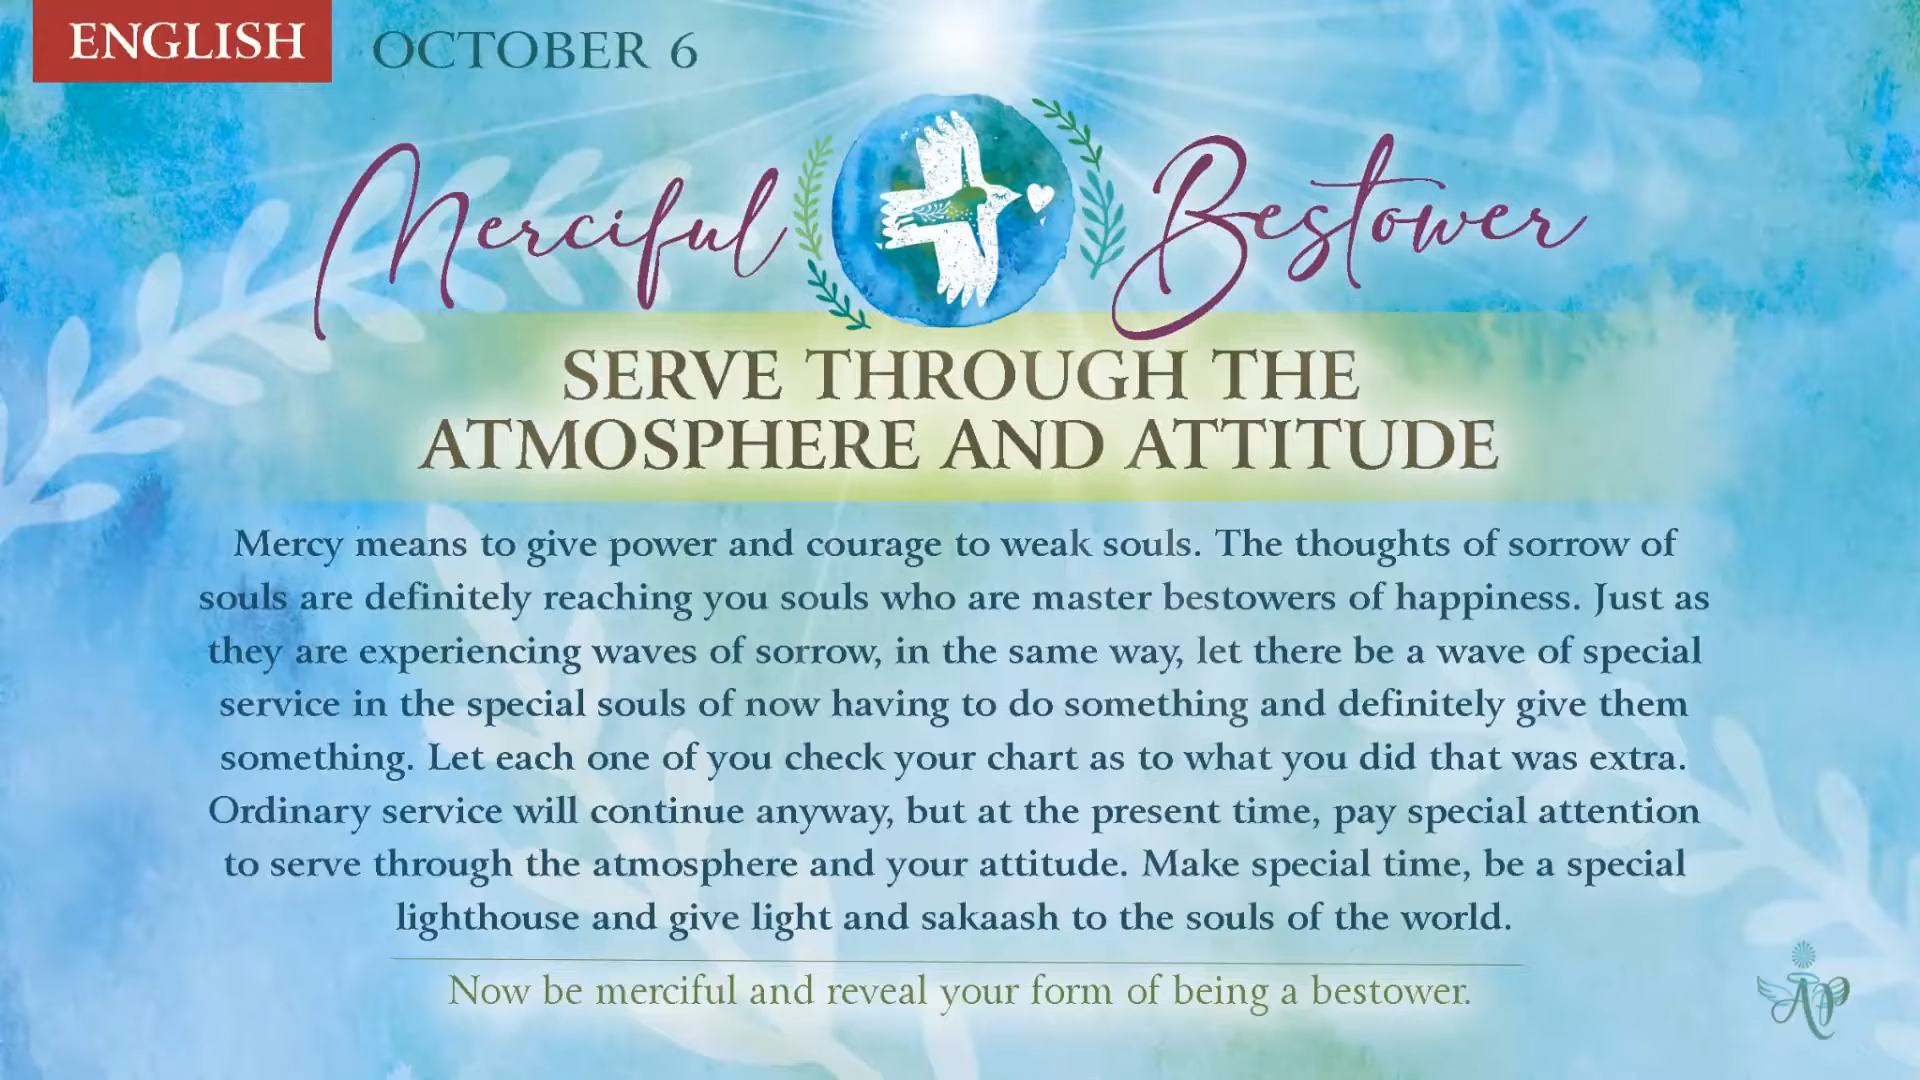 ENGLISH
OCTOBER 6
Merciful Bestower
SERVE THROUGH THE
ATMOSPHERE AND ATTITUDE
Mercy means to give power and courage to weak souls. The thoughts of sorrow of
souls are definitely reaching you souls who are master bestowers of happiness. Just as
they are experiencing waves of sorrow, in the same way, let there be a wave of special
service in the special souls of now having to do something and definitely give them
something. Let each one of you check your chart as to what you did that was extra.
Ordinary service will continue anyway, but at the present time, pay special attention
to serve through the atmosphere and your attitude. Make special time, be a special
lighthouse and give light and sakaash to the souls of the world.
Now be merciful and reveal your form of being a bestower.
AP